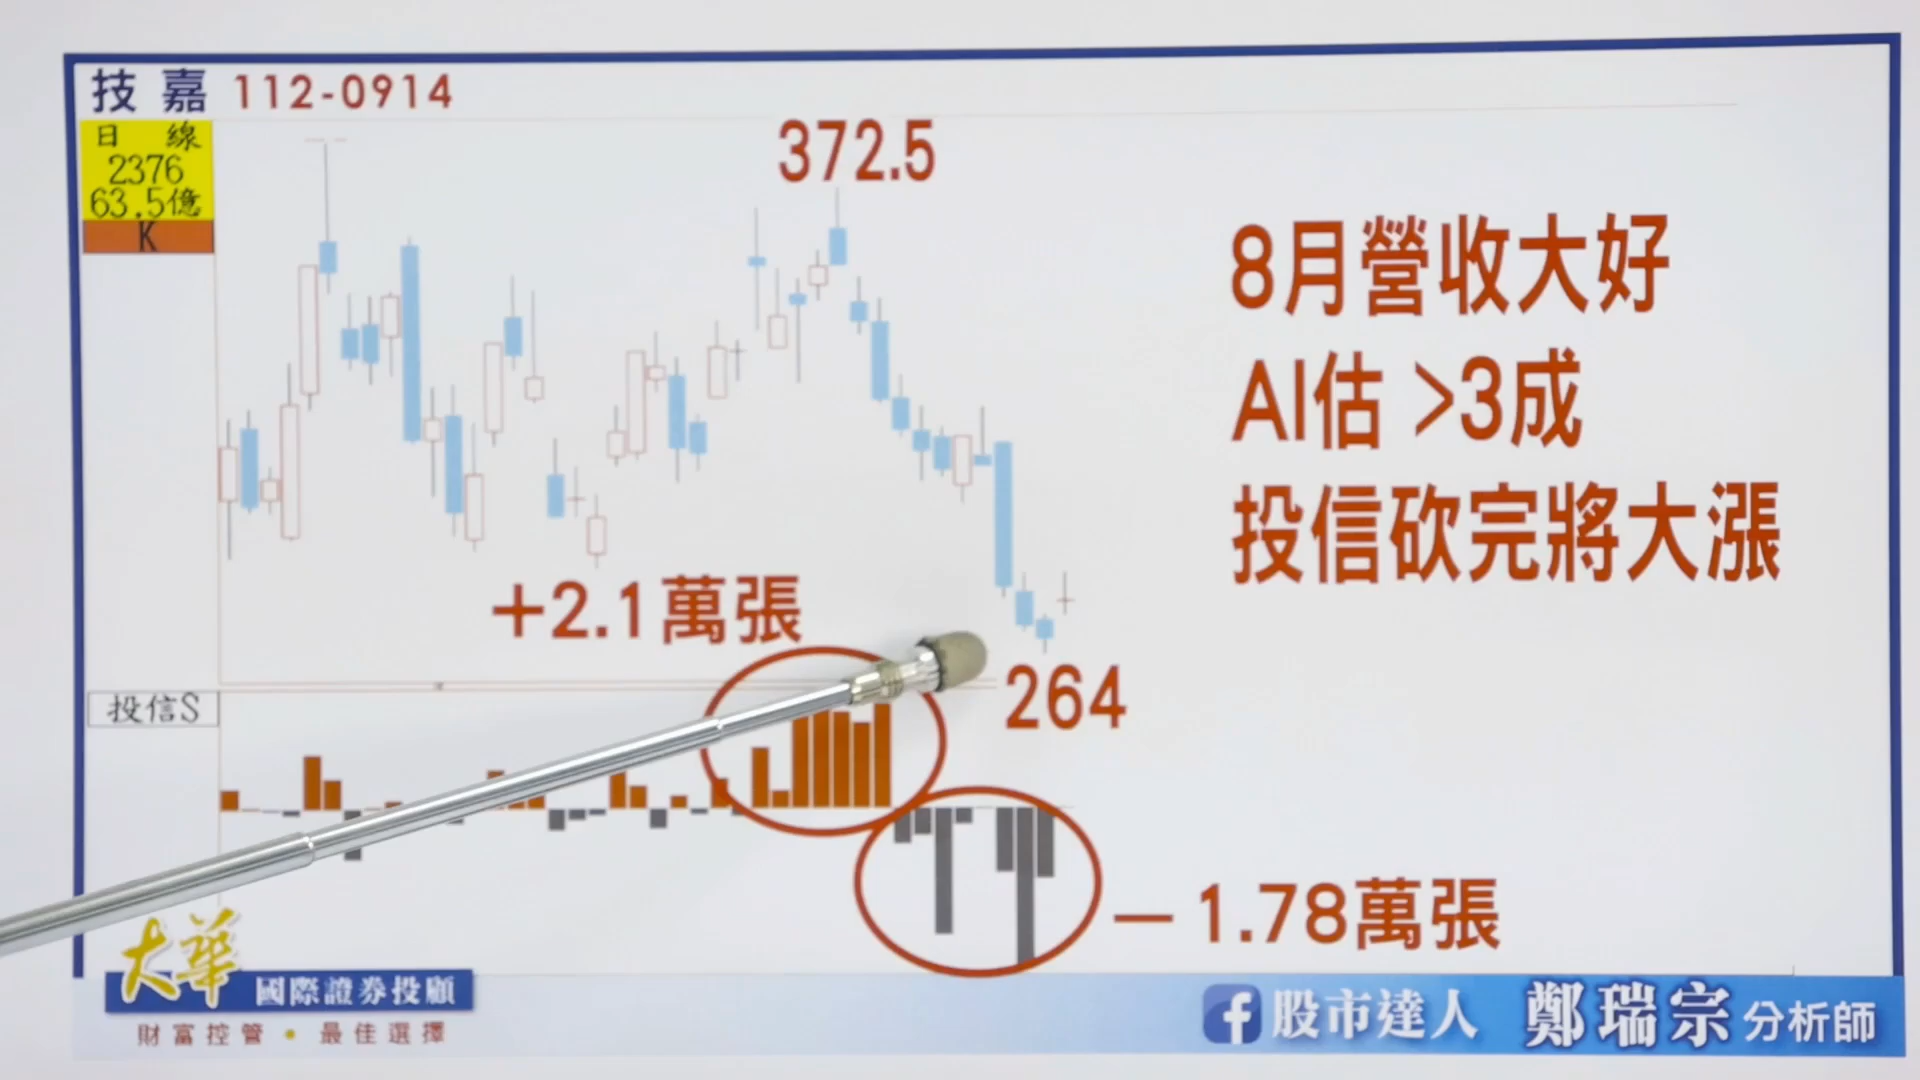 技嘉 112-0914
日 線
2376
63.5億
K
372.5
8月營收大好
AI估 >3成
投信砍完將大漲
+2.1萬張
264
投信S
— 1.78萬張
大華
國際證券投顧
財富控管・最佳選擇
f 股市達人 鄭瑞宗 分析師